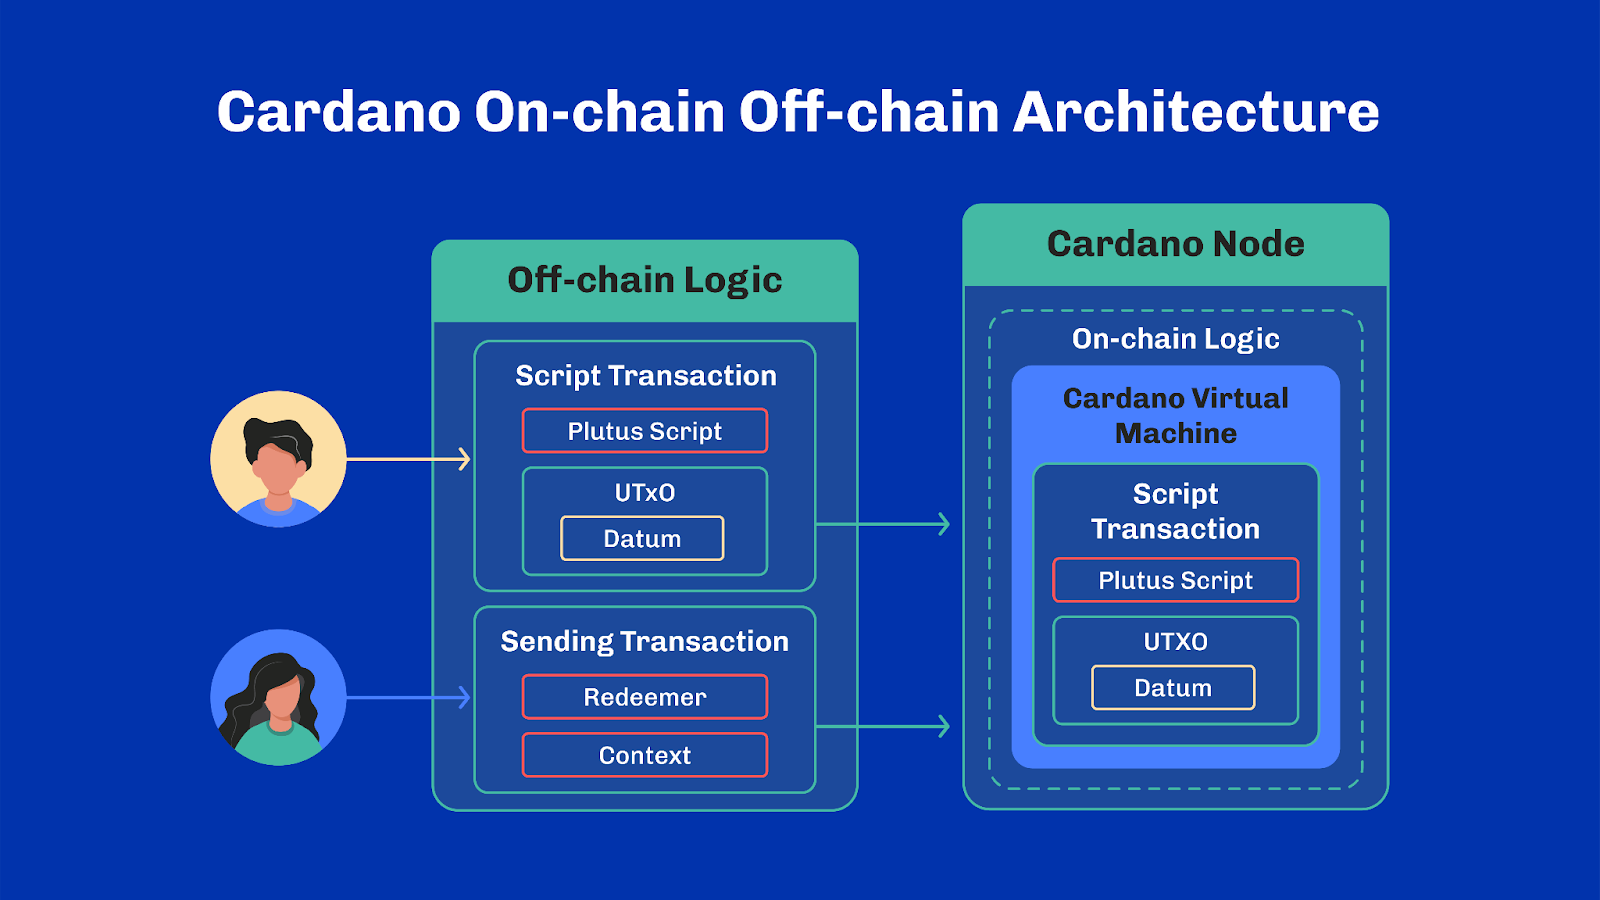 Cardano On-chain Off-chain Architecture
Off-chain Logic
Script Transaction
Plutus Script
UTxO
Datum
Sending Transaction
Redeemer
Context
Cardano Node
On-chain Logic
Cardano Virtual
Machine
Script
Transaction
Plutus Script
UTXO
Datum